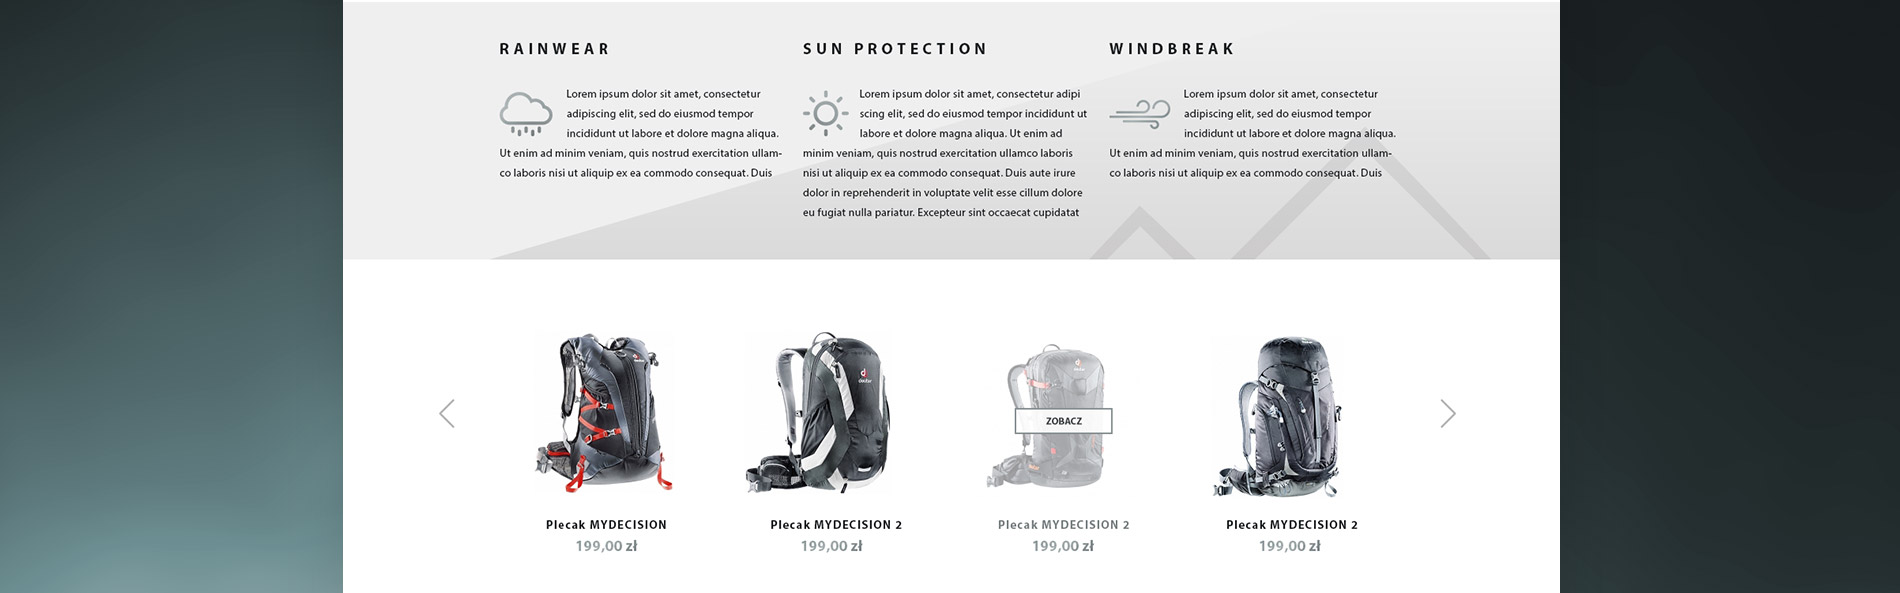 RAINWEAR
Lorem ipsum dolor sit amet, consectetur
adipiscing elit, sed do eiusmod tempor
incididunt ut labore et dolore magna aliqua.
Ut enim ad minim veniam, quis nostrud exercitation ullam-
co laboris nisi ut aliquip ex ea commodo consequat. Duis
SUN PROTECTION
Lorem ipsum dolor sit amet, consectetur adipi
scing elit, sed do eiusmod tempor incididunt ut
labore et dolore magna aliqua. Ut enim ad
minim veniam, quis nostrud exercitation ullamco laboris
nisi ut aliquip ex ea commodo consequat. Duis aute irure
dolor in reprehenderit in voluptate velit esse cillum dolore
eu fugiat nulla pariatur. Excepteur sint occaecat cupidatat
WINDBREAK
Lorem ipsum dolor sit amet, consectetur
adipiscing elit, sed do eiusmod tempor
incididunt ut labore et dolore magna aliqua.
Ut enim ad minim veniam, quis nostrud exercitation ullam-
co laboris nisi ut aliquip ex ea commodo consequat. Duis
deuter
ZOBACZ
Plecak MYDECISION
199,00 zł
Plecak MYDECISION 2
199,00 zł
Plecak MYDECISION 2
199,00 zł
Plecak MYDECISION 2
199,00 zł